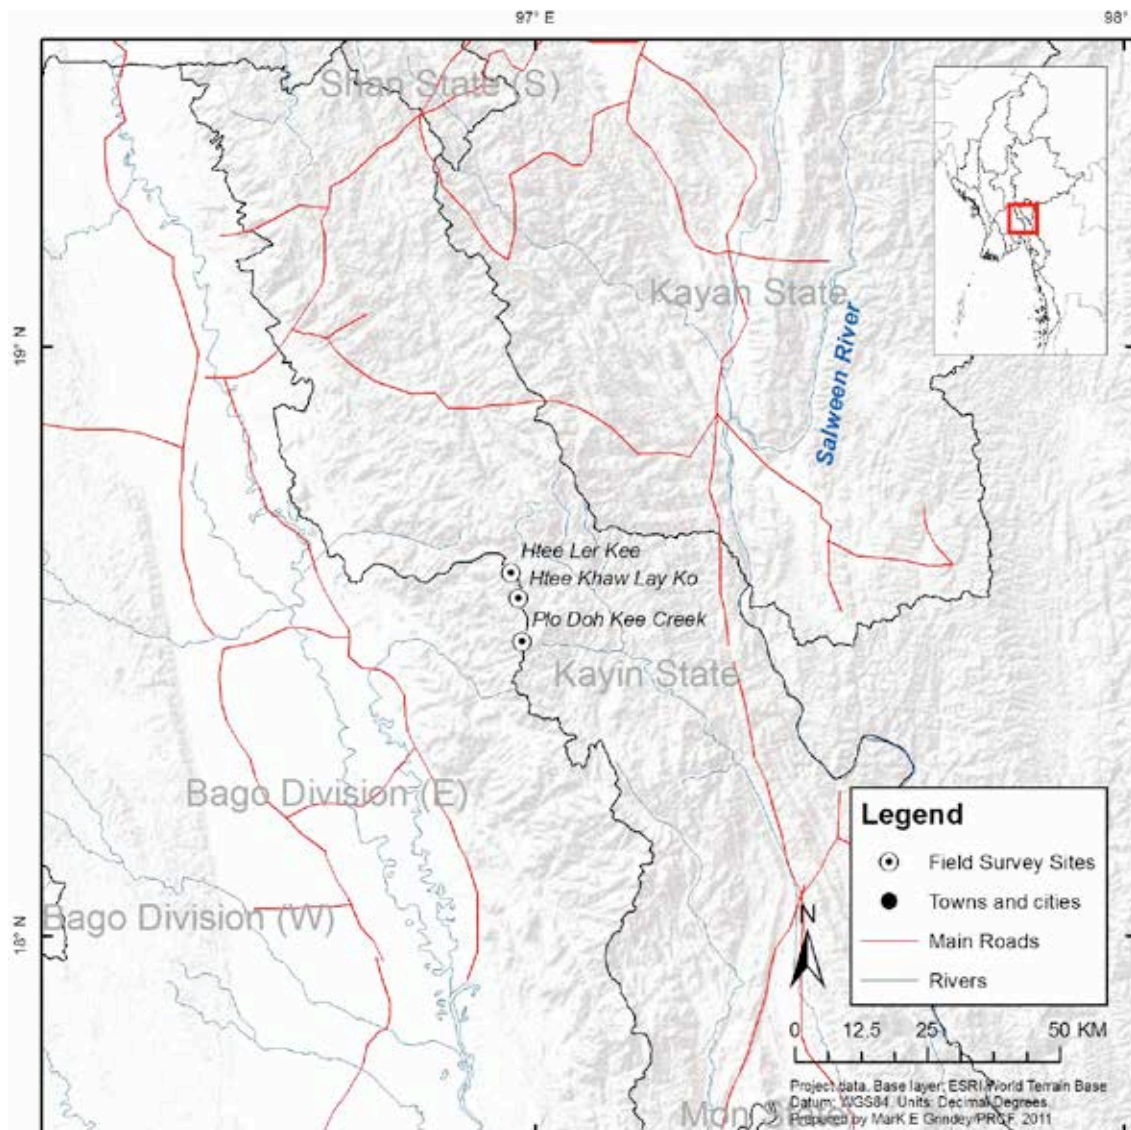 97° E
98°
Shan State (S)
Kayah State
19° N
Salween River
Htee Ler Kee
Htee Khaw Lay Ko
Plo Doh Kee Creek
Kayin State
Bago Division (E)
Bago Division (W)
18° N
Legend
Field Survey Sites
Towns and cities
Main Roads
Rivers
N
0 12.5 25 50 KM
Project data. Base layer; ESRI World Terrain Base
Datum: WGS84. Units: Decimal Degrees
Prepared by Mark E Grindey/PRCF, 2011
Mon State